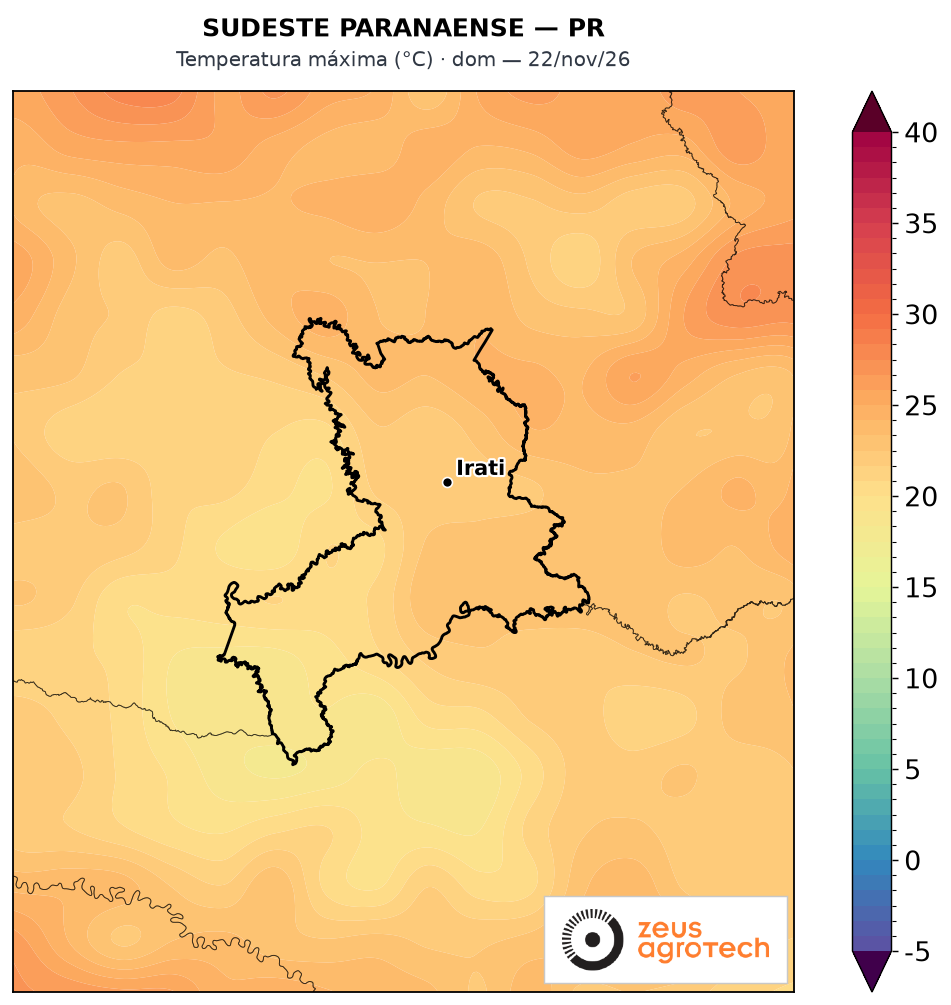 SUDESTE PARANAENSE — PR
Temperatura máxima (°C) · dom — 22/nov/26
40
35
30
25
20
15
10
5
0
-5
Irati
zeus
agrotech